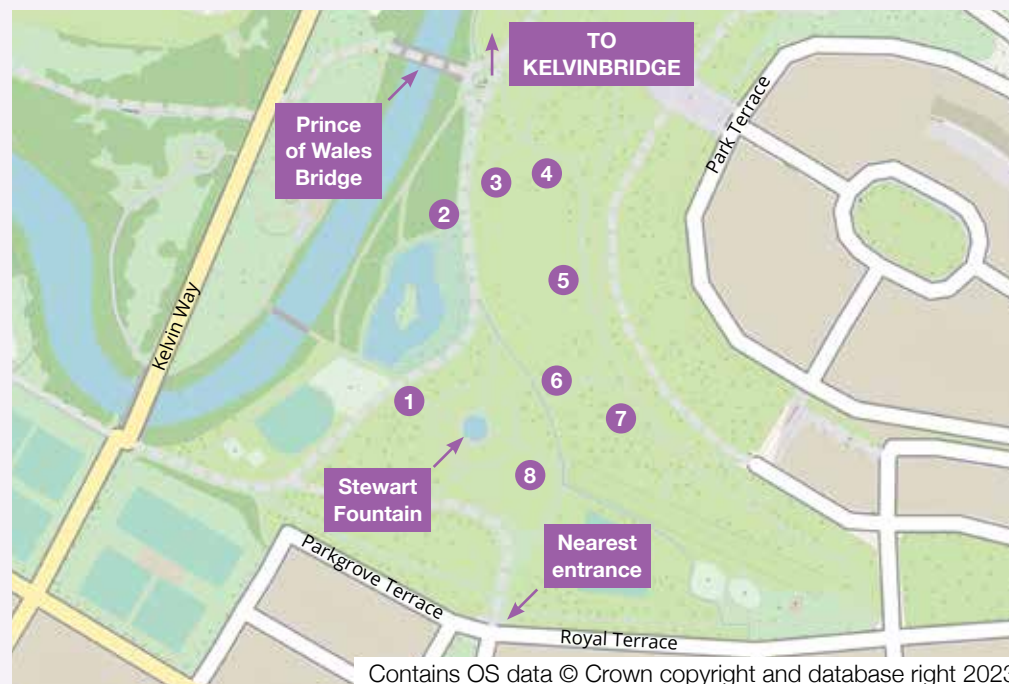 TO
KELVINBRIDGE
Prince
of Wales
Bridge
Park Terrace
3
4
2
5
Kelvin Way
6
1
7
8
Stewart
Fountain
Nearest
entrance
Parkgrove Terrace
Royal Terrace
Contains OS data © Crown copyright and database right 2023